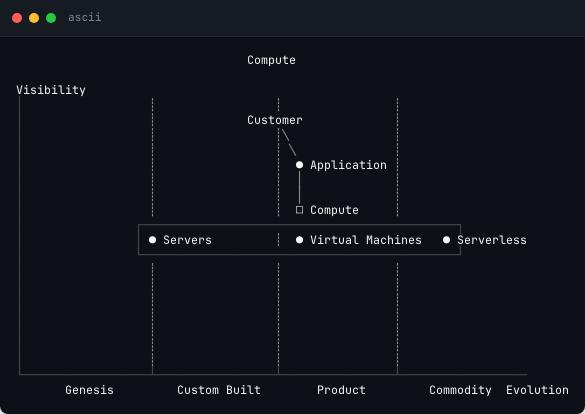 ascii
Compute
Visibility
Customer
Application
Compute
Servers Virtual Machines Serverless
Genesis Custom Built Product Commodity Evolution